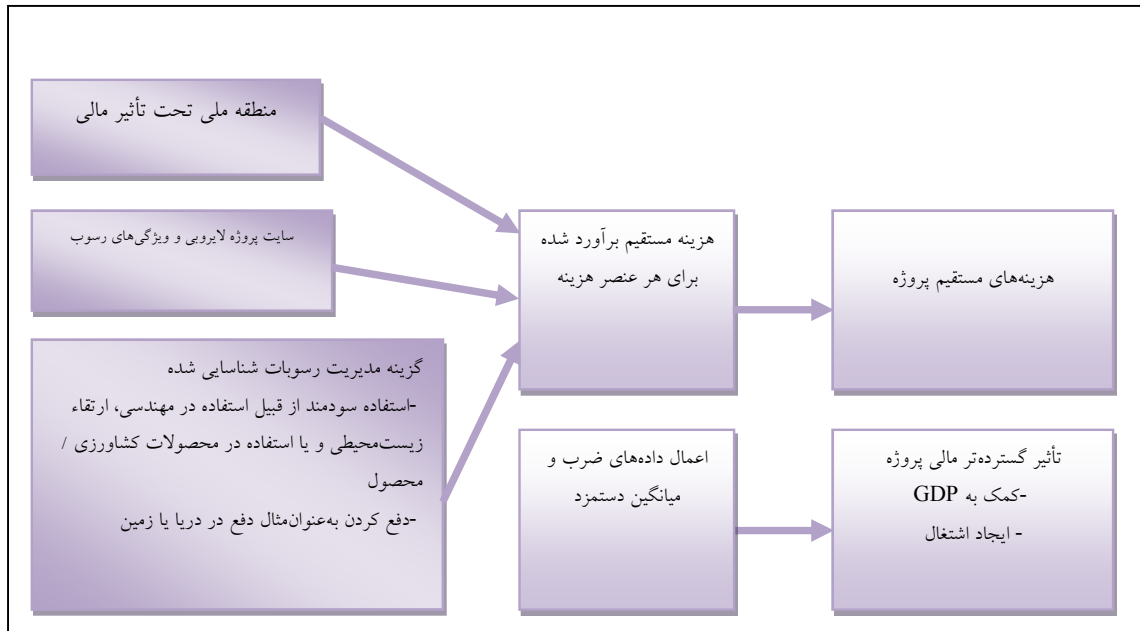 منطقه ملی تحت تأثیر مالی
سایت پروژه لایروبی و ویژگی‌های رسوب
گزینه مدیریت رسوبات شناسایی شده
-استفاده سودمند از قبیل استفاده در مهندسی، ارتقاء
زیست‌محیطی و یا استفاده در محصولات کشاورزی /
محصول
-دفع کردن به‌عنوان‌مثال دفع در دریا یا زمین
هزینه مستقیم برآورد شده
برای هر عنصر هزینه
هزینه‌های مستقیم پروژه
اعمال داده‌های ضرب و
میانگین دستمزد
تأثیر گسترده‌تر مالی پروژه
-کمک به GDP
- ایجاد اشتغال